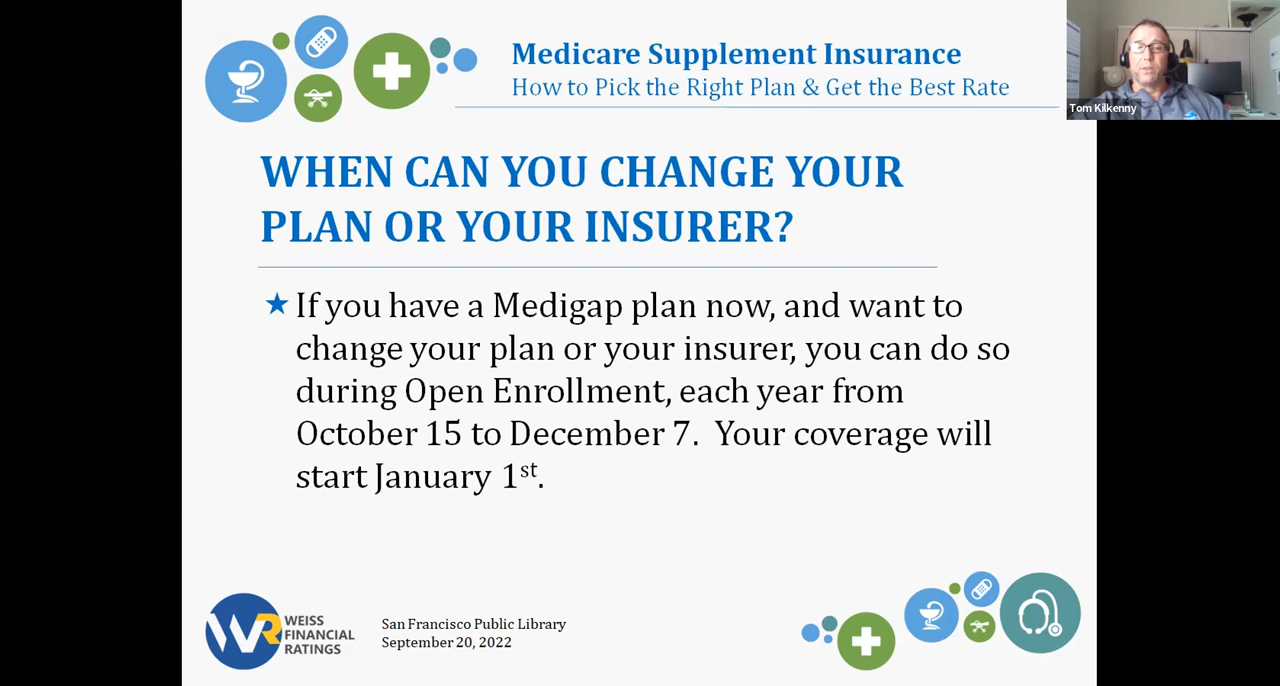 Medicare Supplement Insurance
How to Pick the Right Plan & Get the Best Rate
Tom Kilkenny
WHEN CAN YOU CHANGE YOUR
PLAN OR YOUR INSURER?
If you have a Medigap plan now, and want to
change your plan or your insurer, you can do so
during Open Enrollment, each year from
October 15 to December 7.  Your coverage will
start January 1st.
WR
WEISS
FINANCIAL
RATINGS
San Francisco Public Library
September 20, 2022